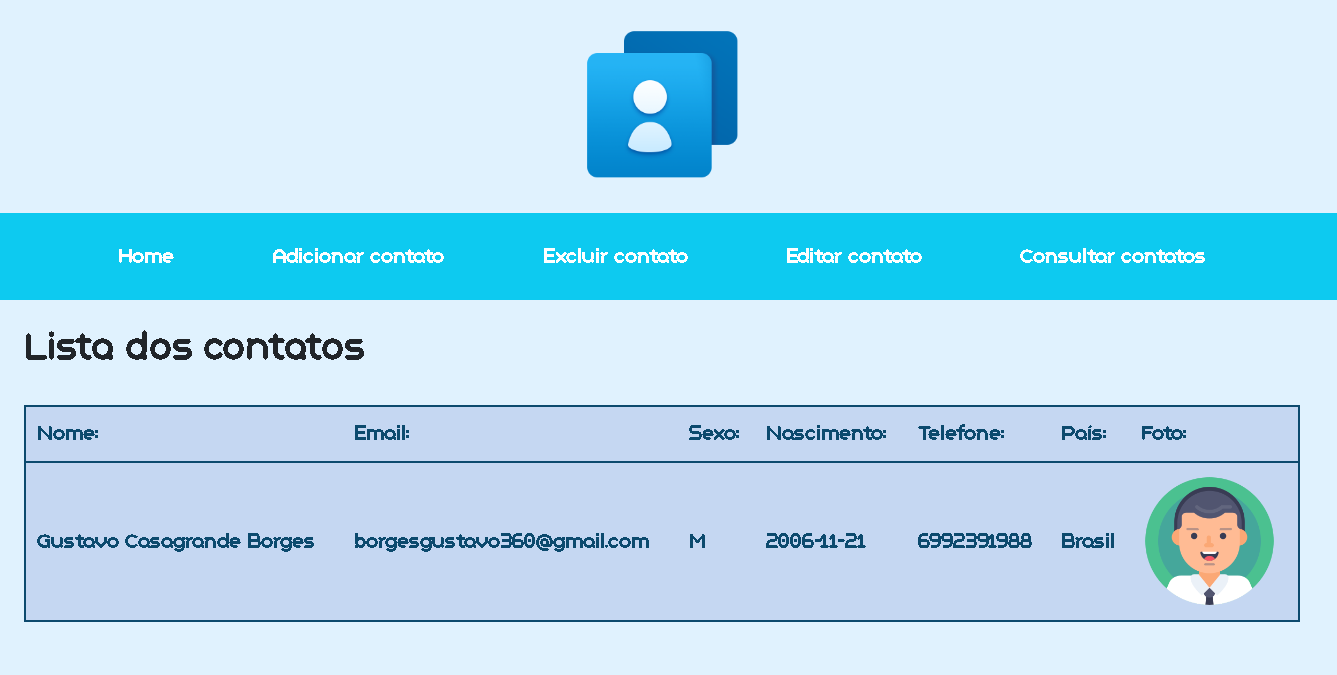 Home Adicionar contato Excluir contato Editar contato Consultar contatos
Lista dos contatos
Nome: Email: Sexo: Nascimento: Telefone: País: Foto:
Gustavo Casagrande Borges borgesgustavo360@gmail.com M 2006-11-21 6992391988 Brasil